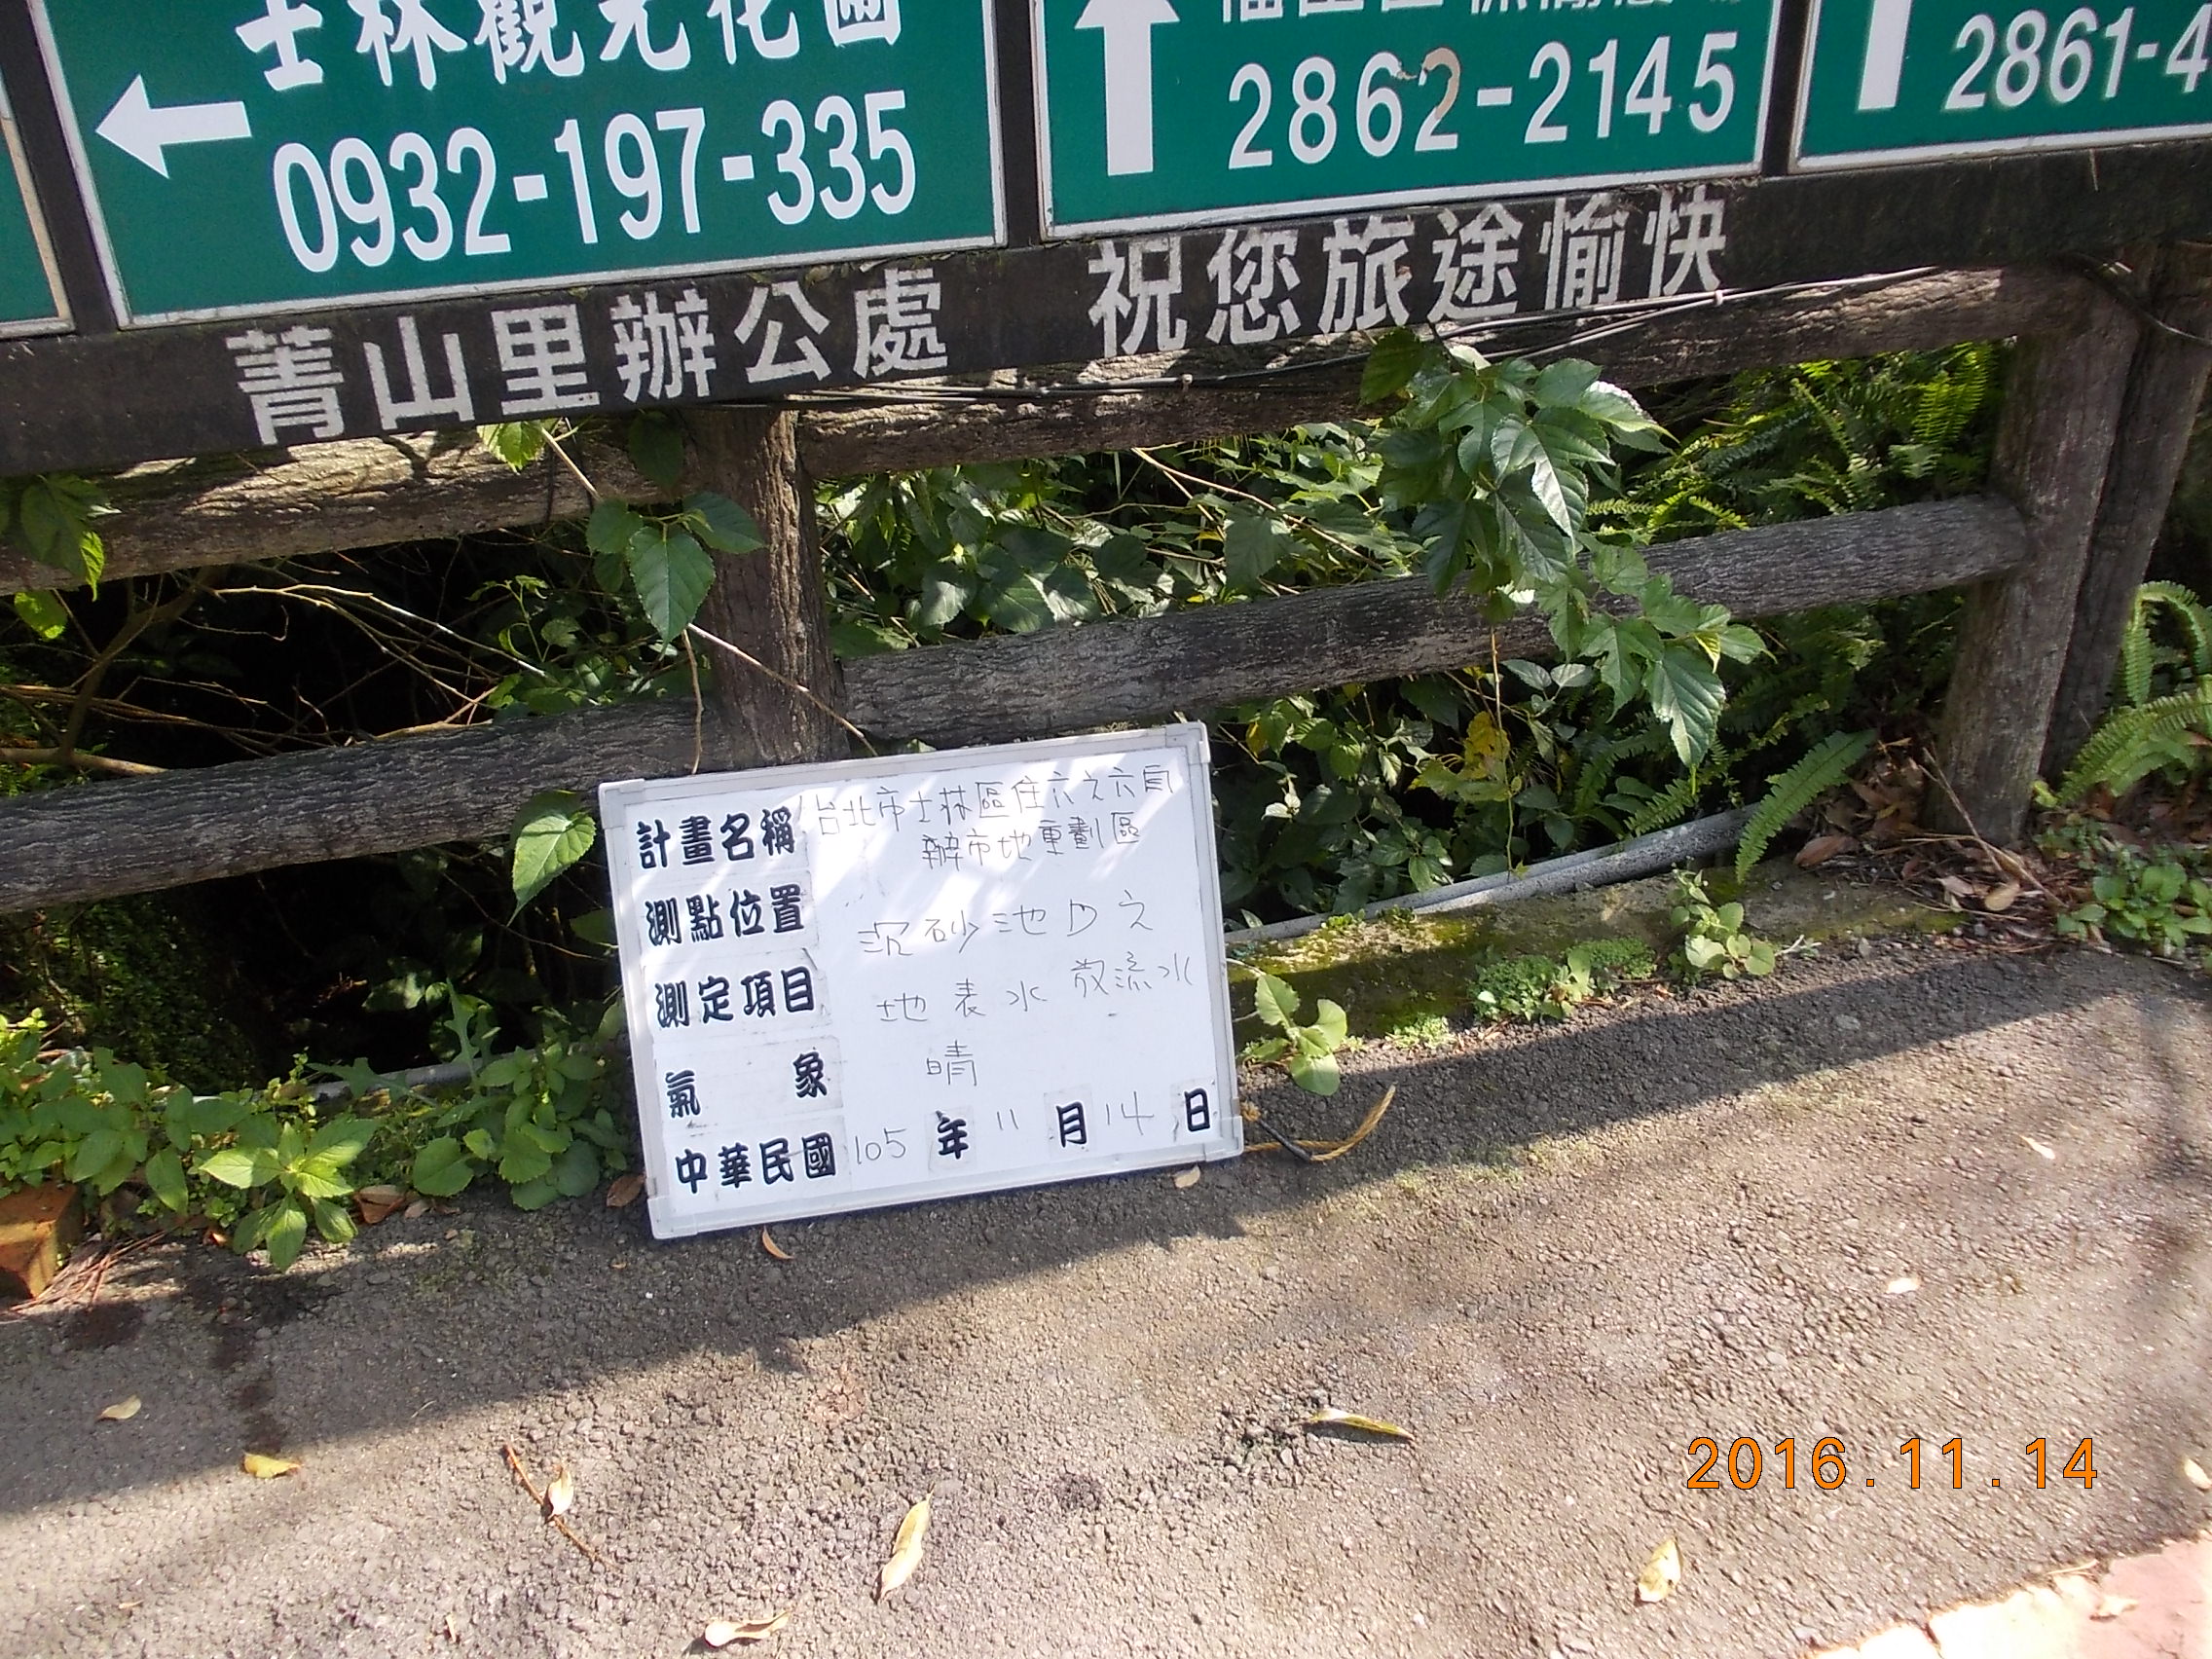 士林觀光花園
0932-197-335
2862-2145
2861-4
菁山里辦公處 祝您旅途愉快
計畫名稱 台北市士林區住六之六自
辦市地重劃區
測點位置 沉砂池D之
放流水
測定項目 地表水
氣 象 晴
中華民國 105 年 11 月 14 日
2016.11.14